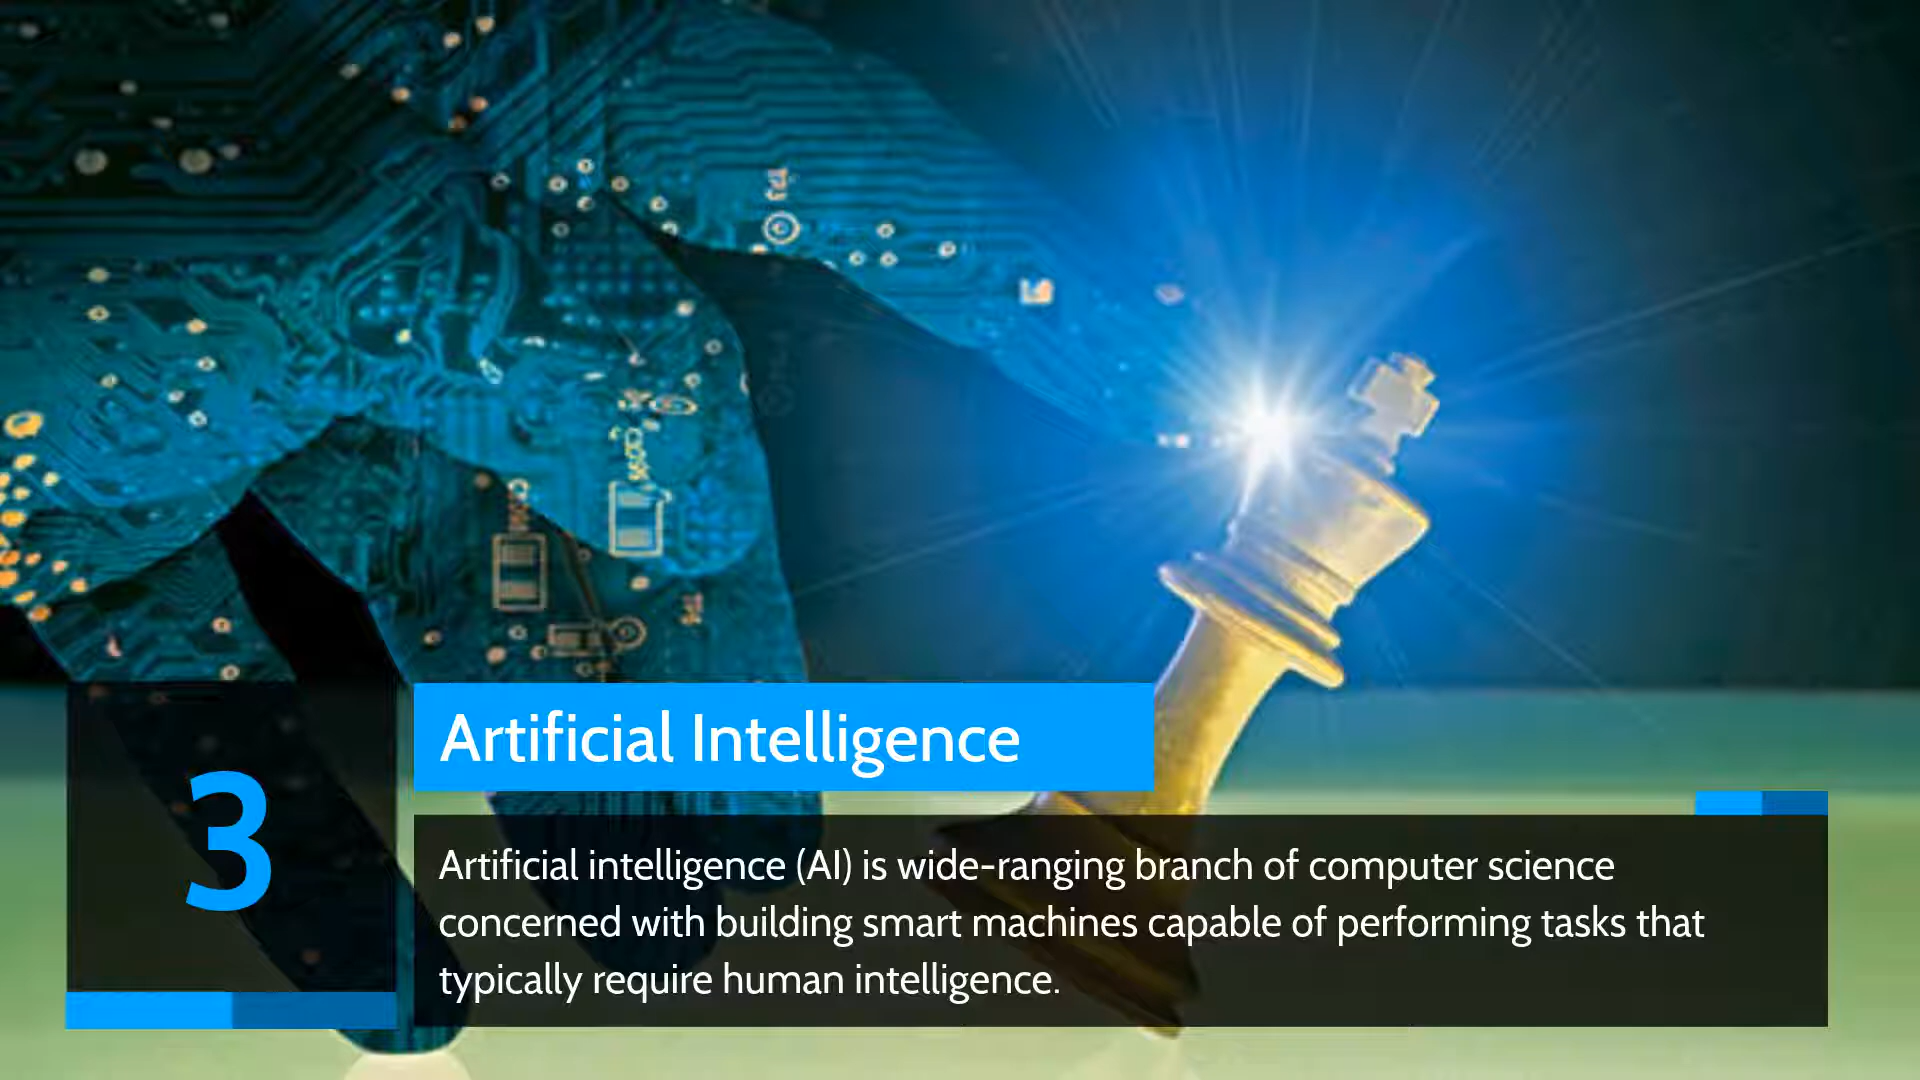 3
Artificial Intelligence
Artificial intelligence (AI) is wide-ranging branch of computer science
concerned with building smart machines capable of performing tasks that
typically require human intelligence.